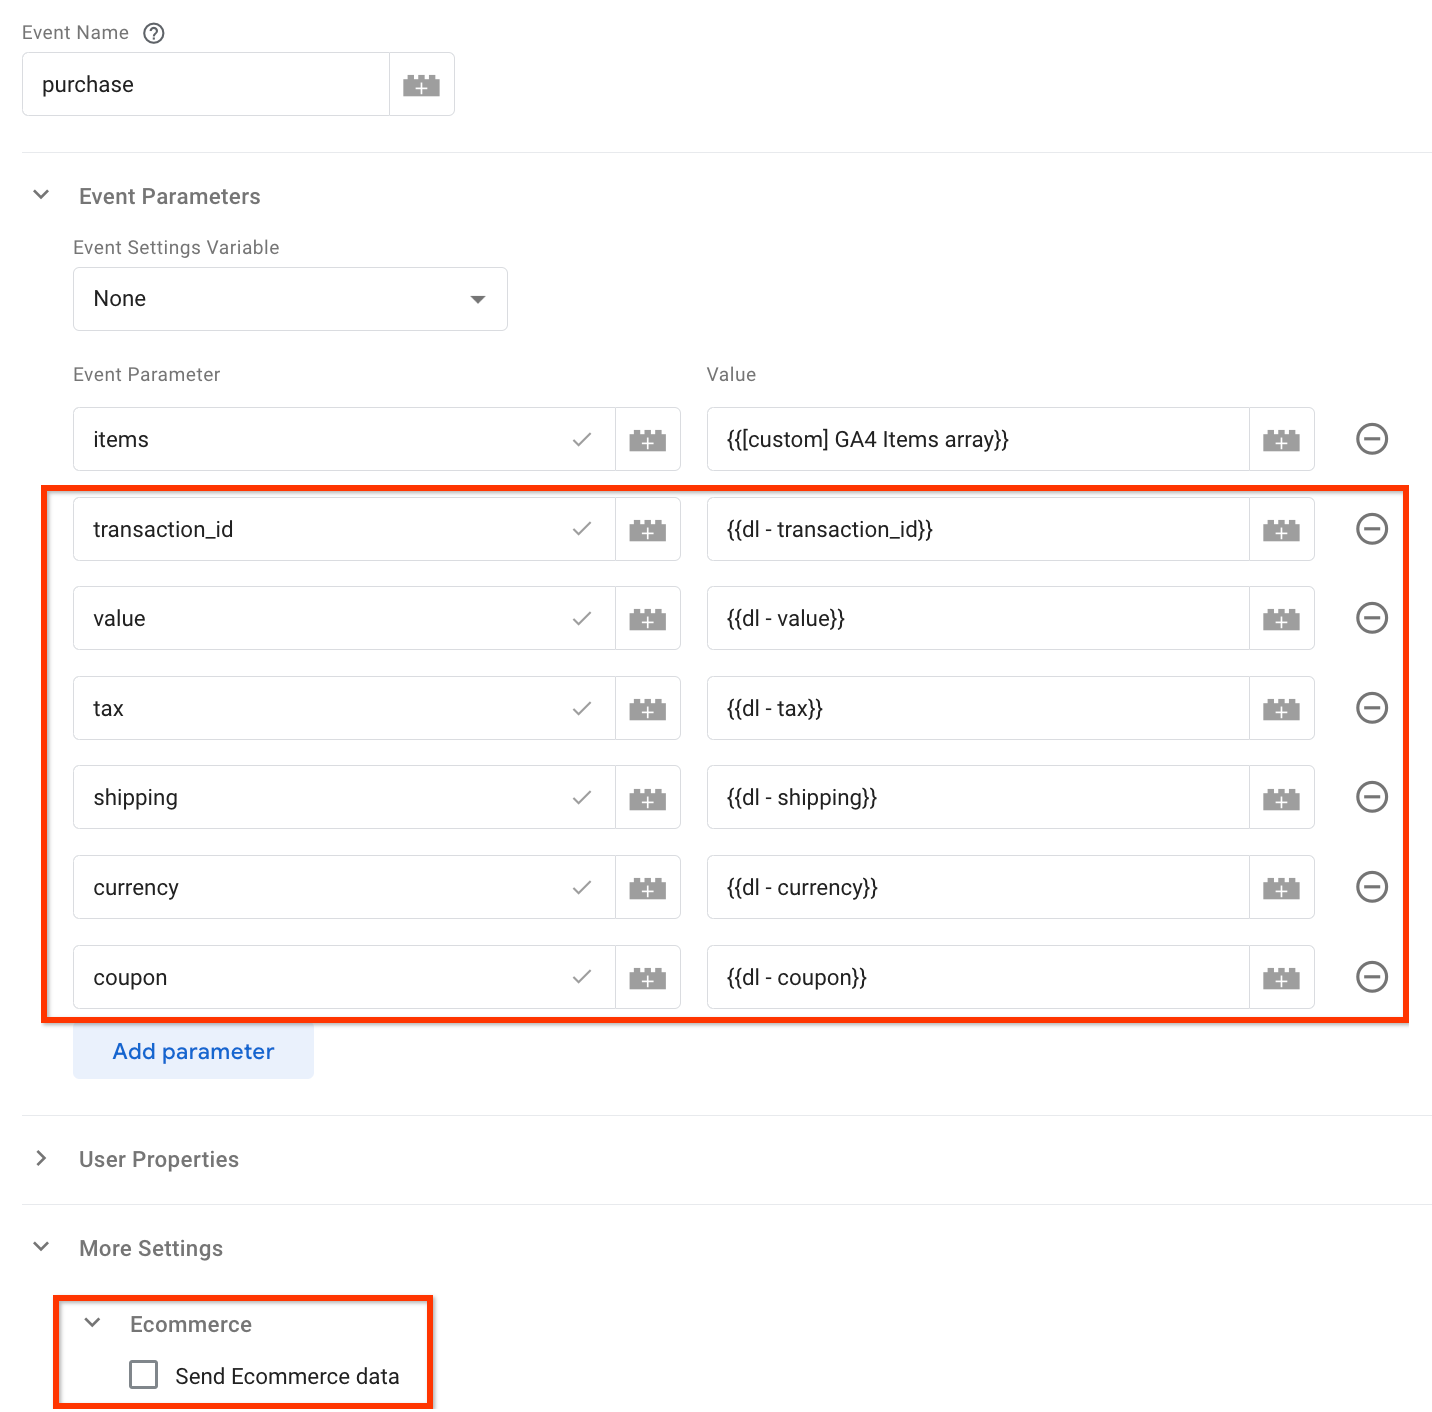 Event Name
purchase
Event Parameters
Event Settings Variable
None
Event Parameter Value
items {{[custom] GA4 Items array}}
transaction_id {{dl - transaction_id}}
value {{dl - value}}
tax {{dl - tax}}
shipping {{dl - shipping}}
currency {{dl - currency}}
coupon {{dl - coupon}}
Add parameter
User Properties
More Settings
Ecommerce
Send Ecommerce data